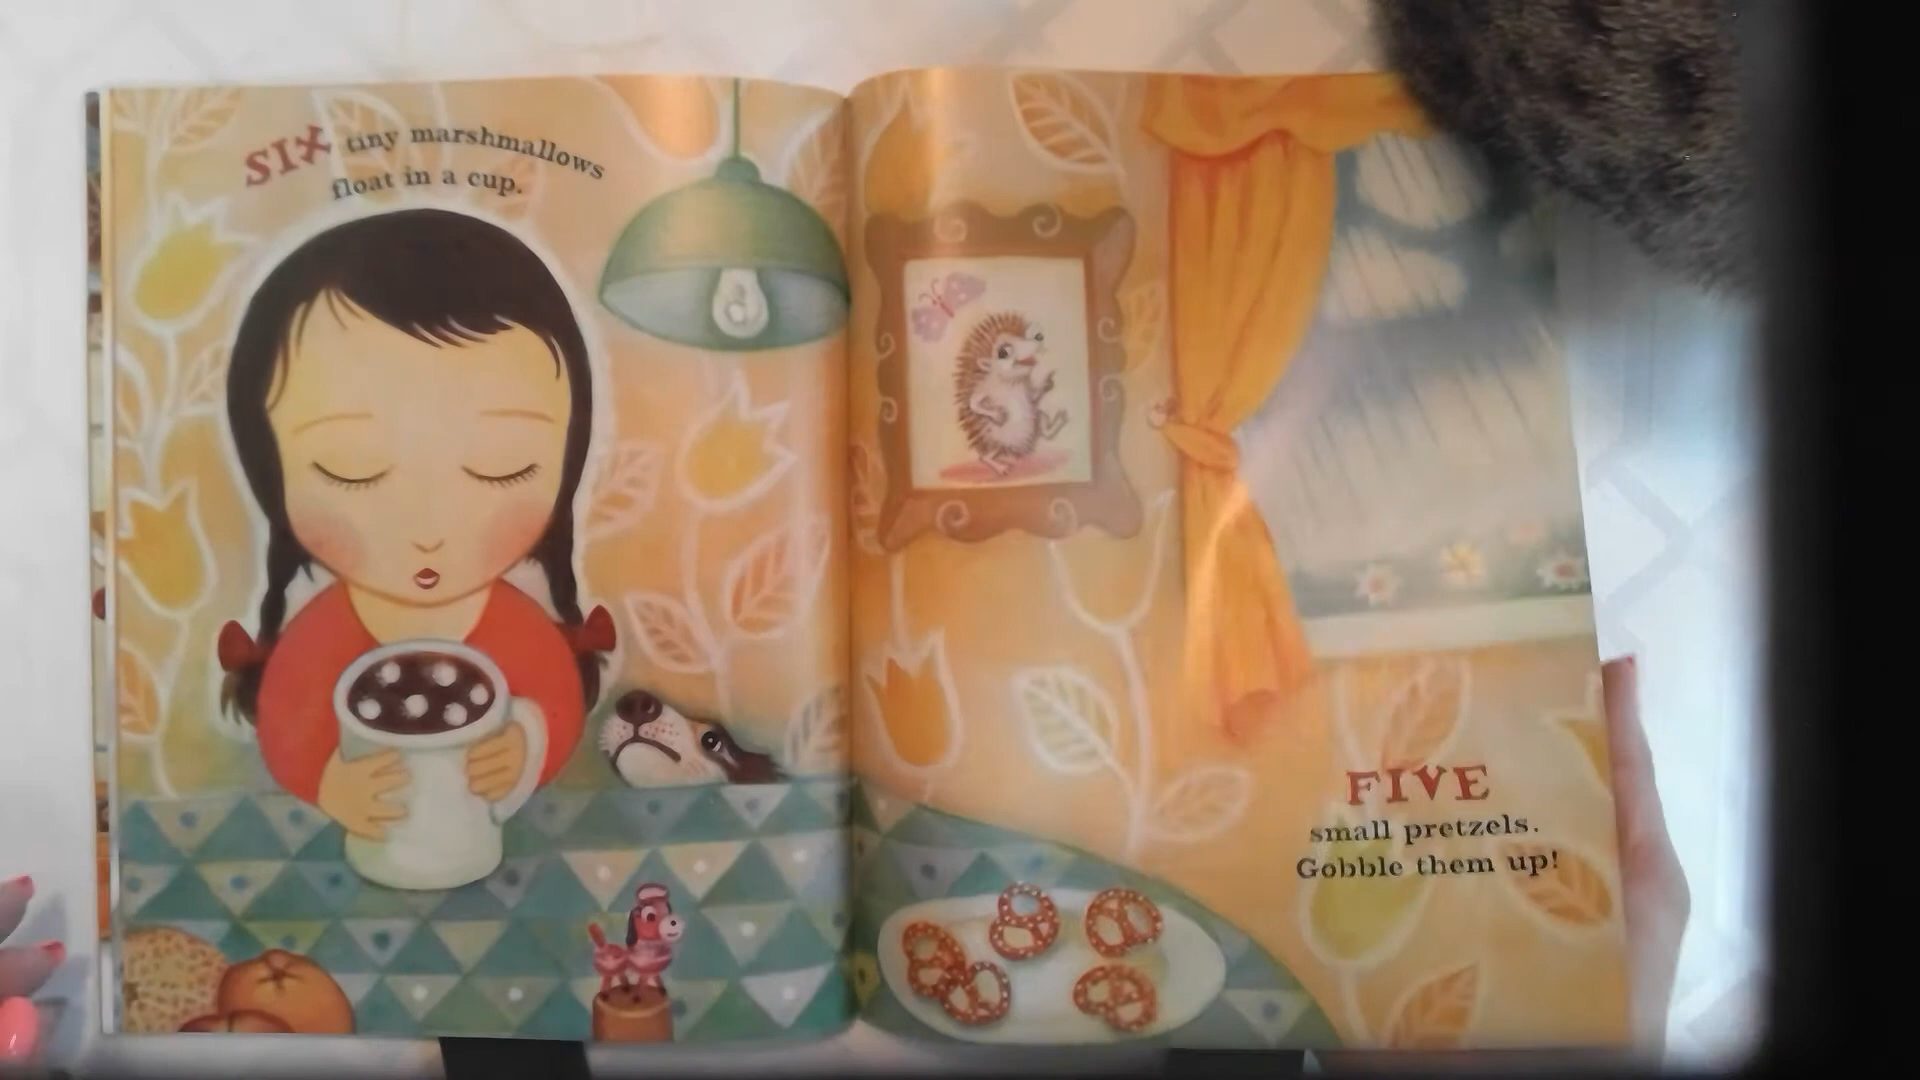 SIX tiny marshmallows
float in a cup.
FIVE
small pretzels.
Gobble them up!